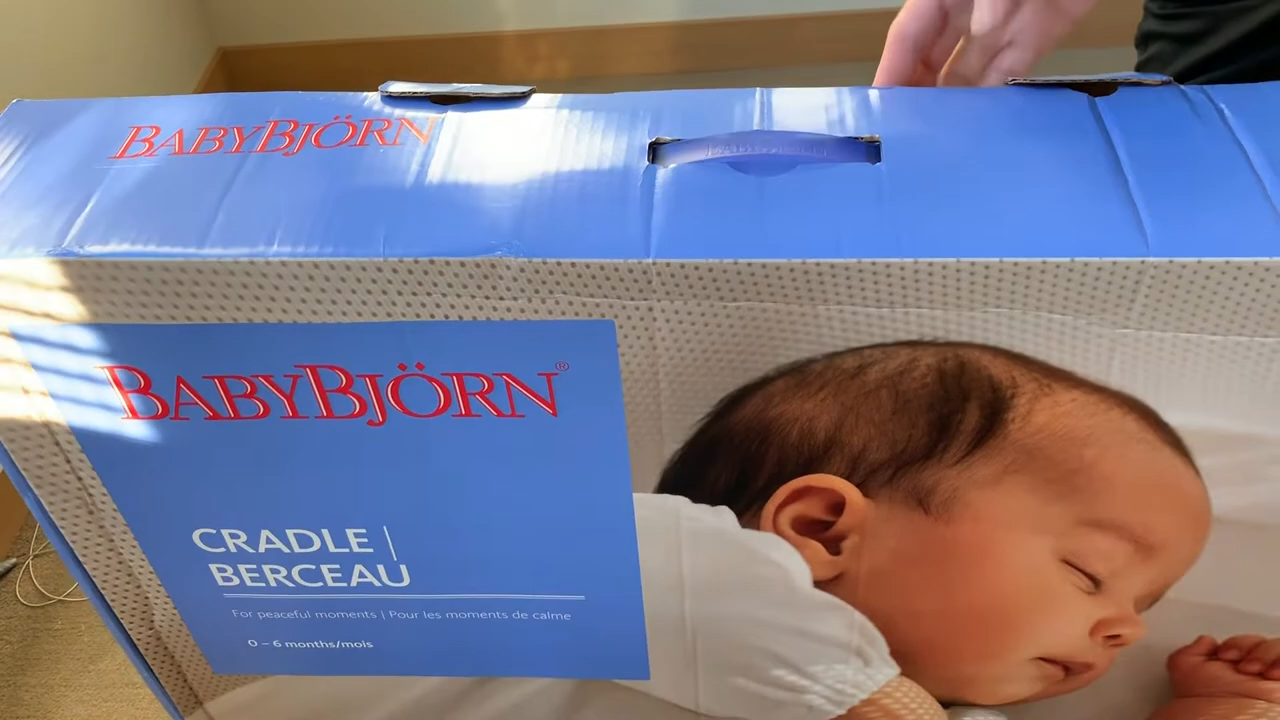 BABYBJÖRN
BABYBJÖRN®
CRADLE |
BERCEAU
For peaceful moments | Pour les moments de calme
0 – 6 months/mois